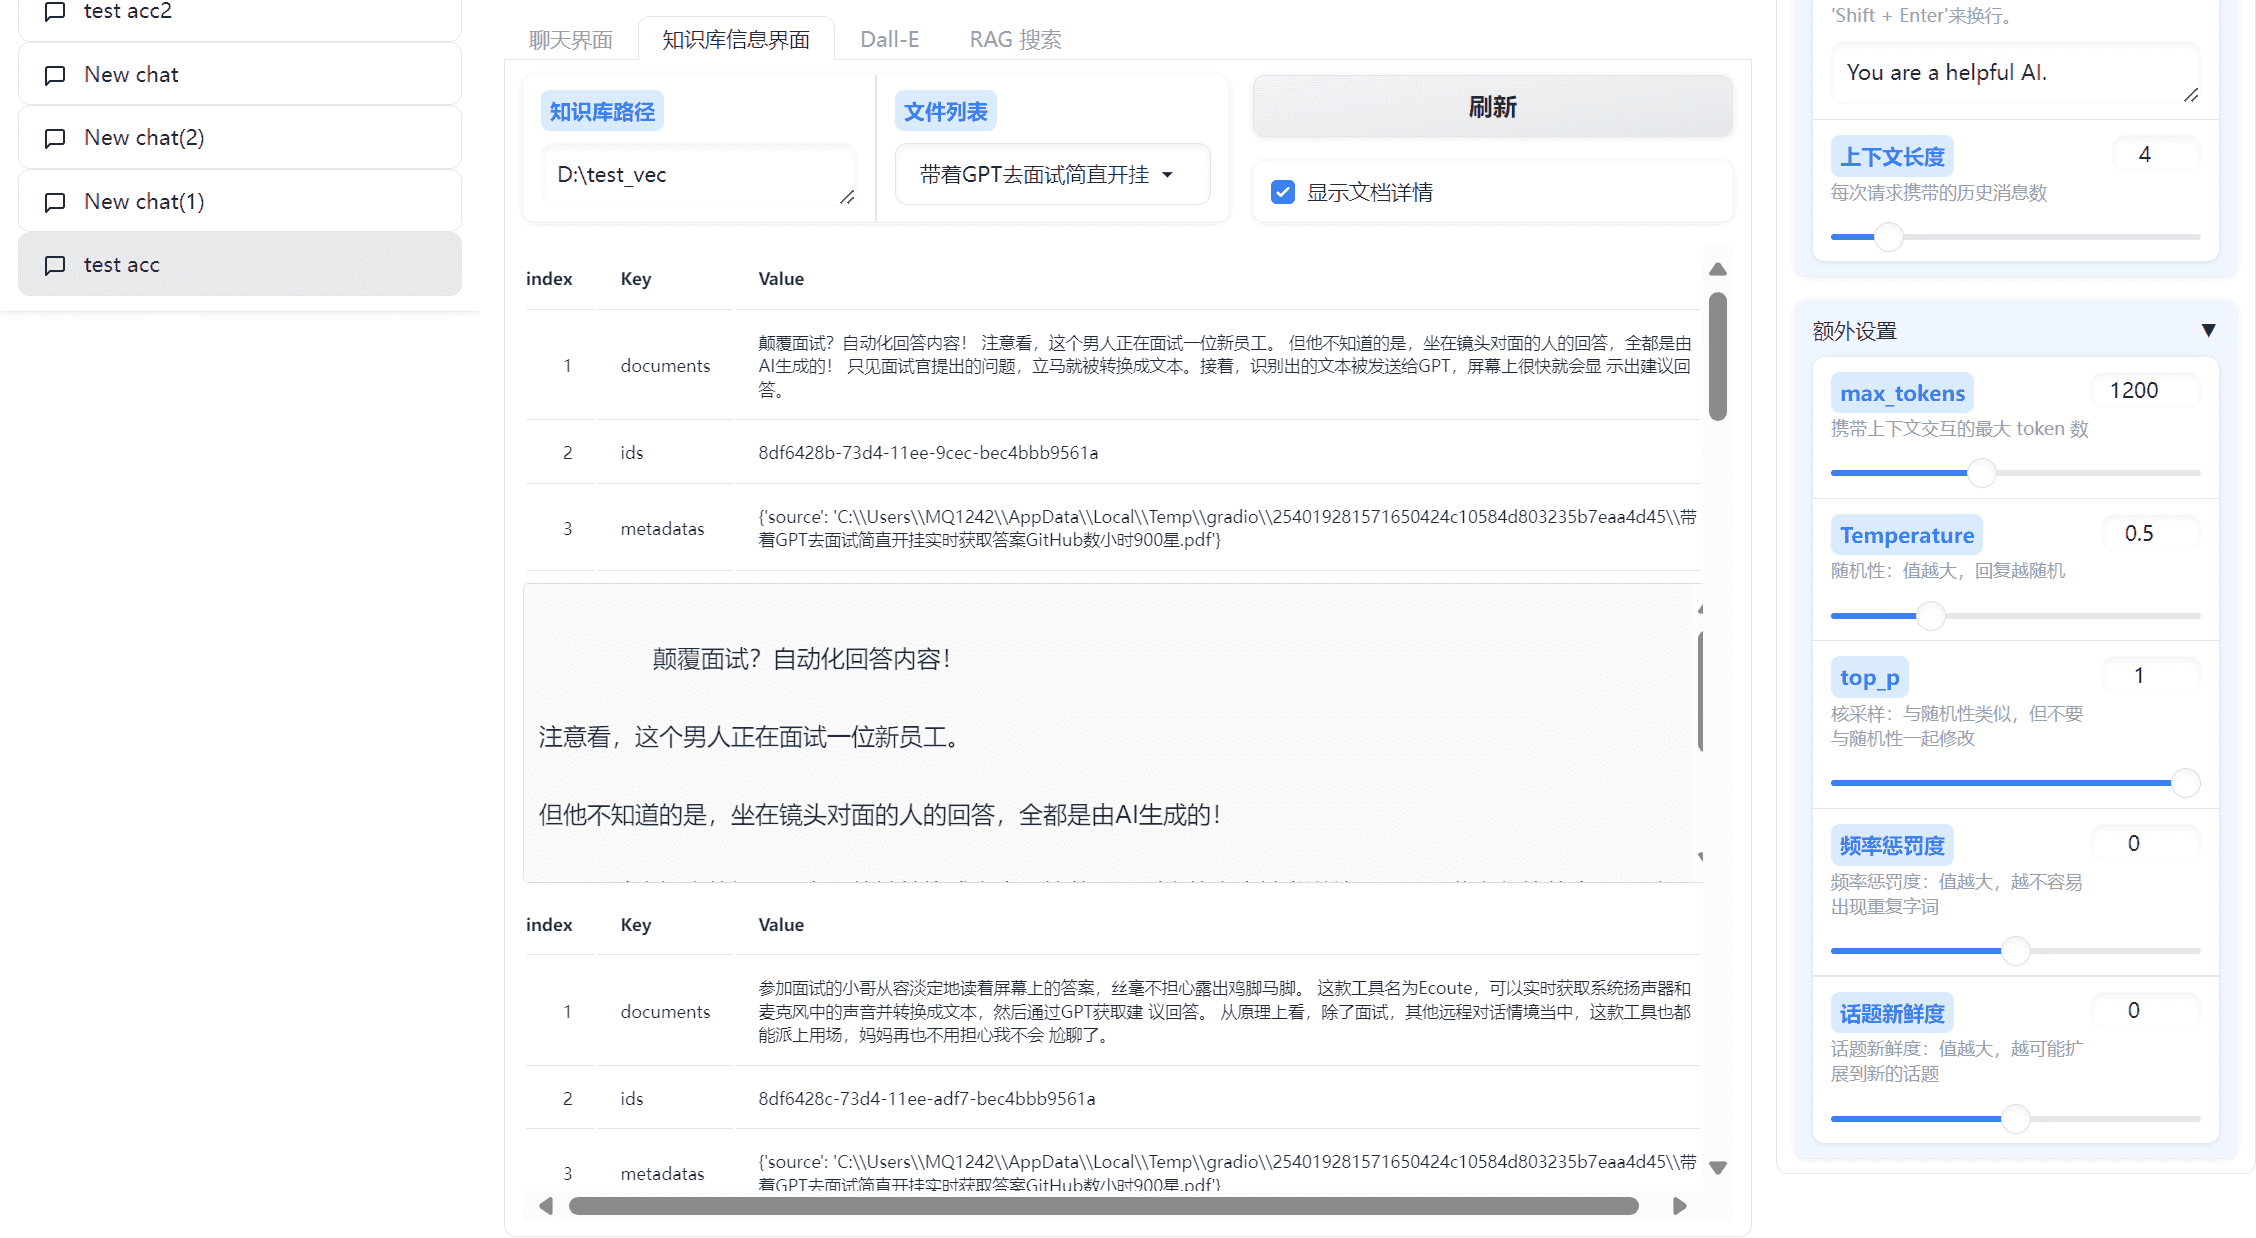 test acc2
New chat
New chat(2)
New chat(1)
test acc
聊天界面
知识库信息界面
Dall-E
RAG 搜索
知识库路径
D:\test_vec
文件列表
带着GPT去面试简直开挂
刷新
显示文档详情
index Key Value
1 documents 颠覆面试？自动化回答内容！ 注意看，这个男人正在面试一位新员工。 但他不知道的是，坐在镜头对面的人的回答，全都是由
AI生成的！ 只见面试官提出的问题，立马就被转换成文本。接着，识别出的文本被发送给GPT，屏幕上很快就会显 示出建议回
答。
2 ids 8df6428b-73d4-11ee-9cec-bec4bbb9561a
3 metadatas {'source': 'C:\\Users\\MQ1242\\AppData\\Local\\Temp\\gradio\\254019281571650424c10584d803235b7eaa4d45\\带
着GPT去面试简直开挂实时获取答案GitHub数小时900星.pdf'}
颠覆面试？自动化回答内容！
注意看，这个男人正在面试一位新员工。
但他不知道的是，坐在镜头对面的人的回答，全都是由AI生成的！
index Key Value
1 documents 参加面试的小哥从容淡定地读着屏幕上的答案，丝毫不担心露出鸡脚马脚。 这款工具名为Ecoute，可以实时获取系统扬声器和
麦克风中的声音并转换成文本，然后通过GPT获取建 议回答。 从原理上看，除了面试，其他远程对话情境当中，这款工具也都
能派上用场，妈妈再也不用担心我不会 尬聊了。
2 ids 8df6428c-73d4-11ee-adf7-bec4bbb9561a
3 metadatas {'source': 'C:\\Users\\MQ1242\\AppData\\Local\\Temp\\gradio\\254019281571650424c10584d803235b7eaa4d45\\带
着GPT去面试简直开挂实时获取答案GitHub数小时900星.pdf'}
'Shift + Enter'来换行。
You are a helpful AI.
上下文长度 4
每次请求携带的历史消息数
额外设置 ▼
max_tokens 1200
携带上下文交互的最大 token 数
Temperature 0.5
随机性：值越大，回复越随机
top_p 1
核采样：与随机性类似，但不要
与随机性一起修改
频率惩罚度 0
频率惩罚度：值越大，越不容易
出现重复字词
话题新鲜度 0
话题新鲜度：值越大，越可能扩
展到新的话题